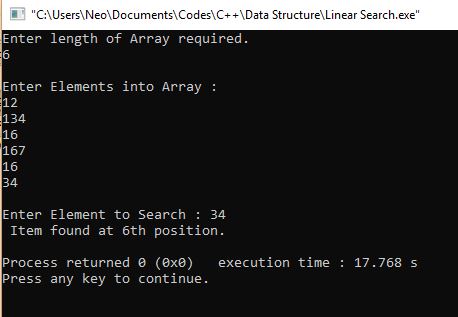 "C:\Users\Neo\Documents\Codes\C++\Data Structure\Linear Search.exe"
Enter length of Array required.
6
Enter Elements into Array :
12
134
16
167
16
34
Enter Element to Search : 34
Item found at 6th position.
Process returned 0 (0x0)   execution time : 17.768 s
Press any key to continue.